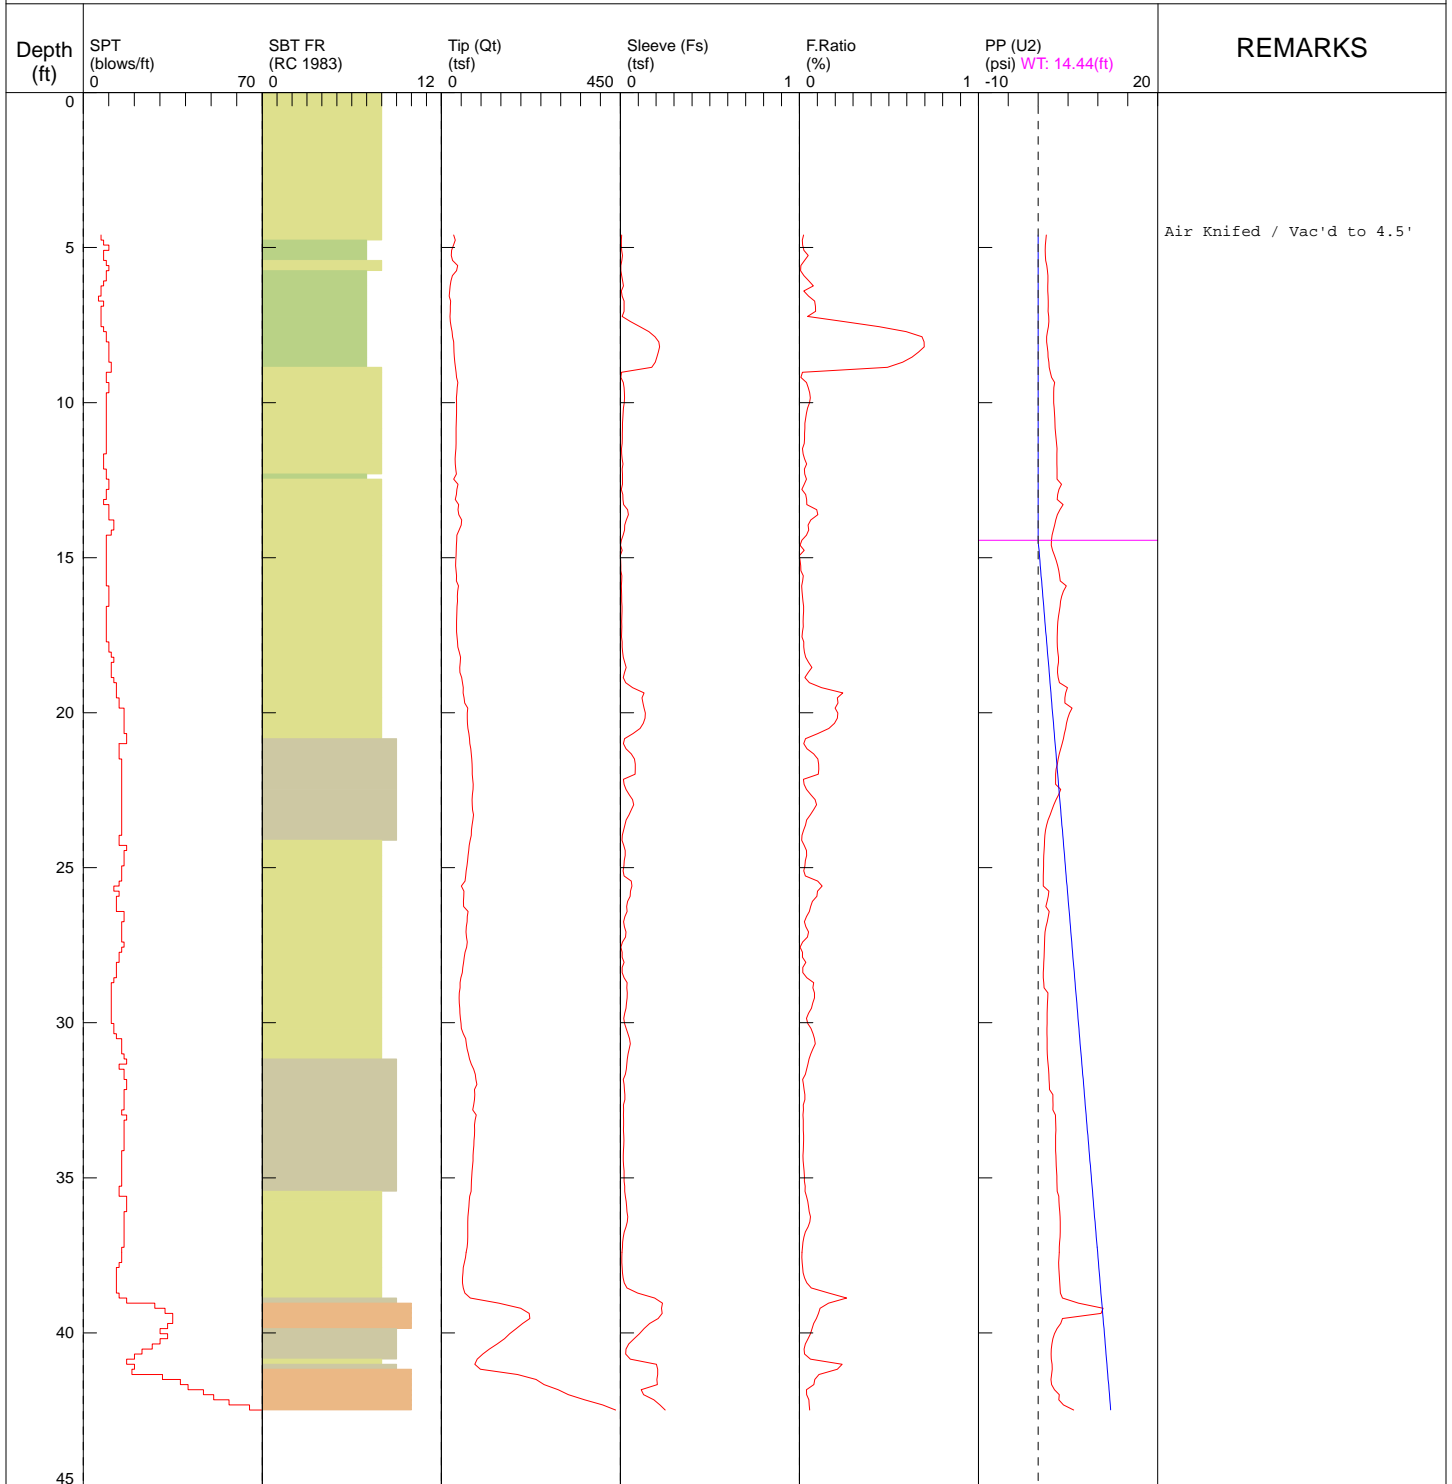 Depth
(ft)
SPT
(blows/ft)
0 70
SBT FR
(RC 1983)
0 12
Tip (Qt)
(tsf)
0 450
Sleeve (Fs)
(tsf)
0 1
F.Ratio
(%)
0 1
PP (U2)
(psi) WT: 14.44(ft)
-10 20
REMARKS
0
Air Knifed / Vac'd to 4.5'
5
10
15
20
25
30
35
40
45